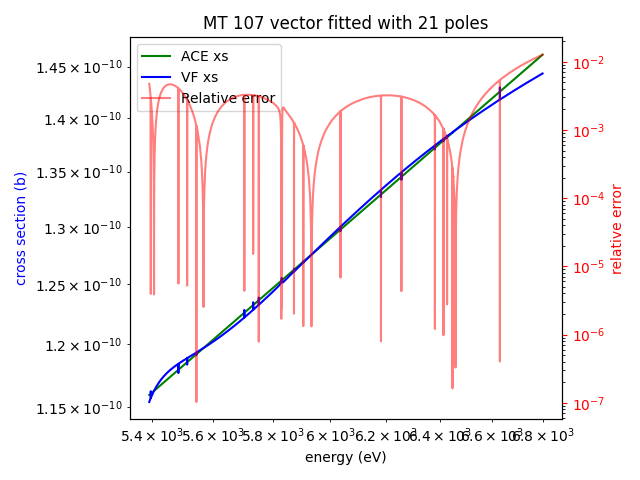 MT 107 vector fitted with 21 poles
ACE xs
VF xs
Relative error
cross section (b)
1.45 × 10⁻¹⁰
1.4 × 10⁻¹⁰
1.35 × 10⁻¹⁰
1.3 × 10⁻¹⁰
1.25 × 10⁻¹⁰
1.2 × 10⁻¹⁰
1.15 × 10⁻¹⁰
10⁻²
10⁻³
10⁻⁴
10⁻⁵
10⁻⁶
10⁻⁷
relative error
5.4 × 10³ 5.6 × 10³ 5.8 × 10³ 6 × 10³ 6.2 × 10³ 6.4 × 10³ 6.6 × 10³ 6.8 × 10³
energy (eV)